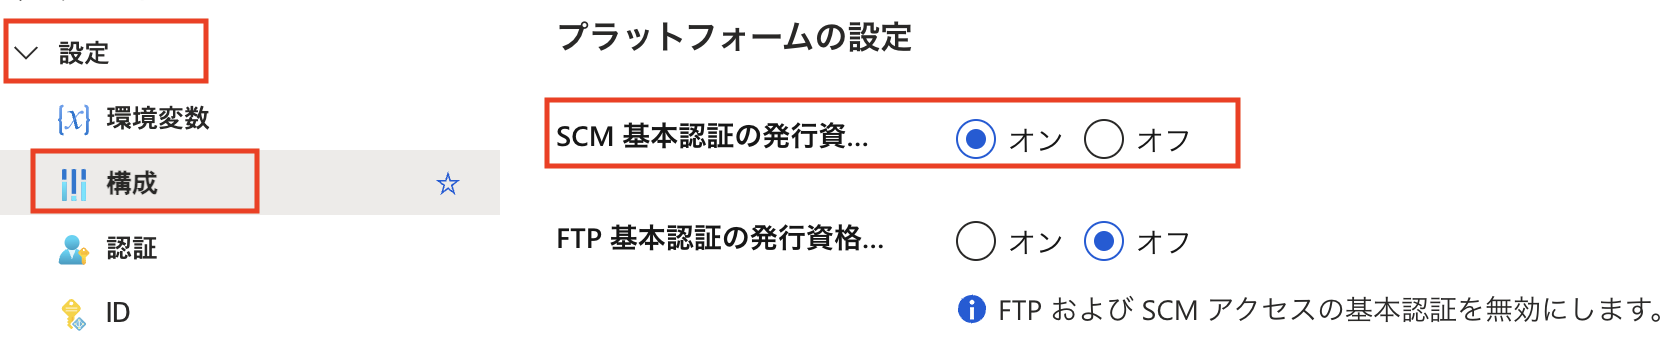 設定
環境変数
構成
認証
ID
プラットフォームの設定
SCM 基本認証の発行資... オン オフ
FTP 基本認証の発行資格... オン オフ
FTP および SCM アクセスの基本認証を無効にします。